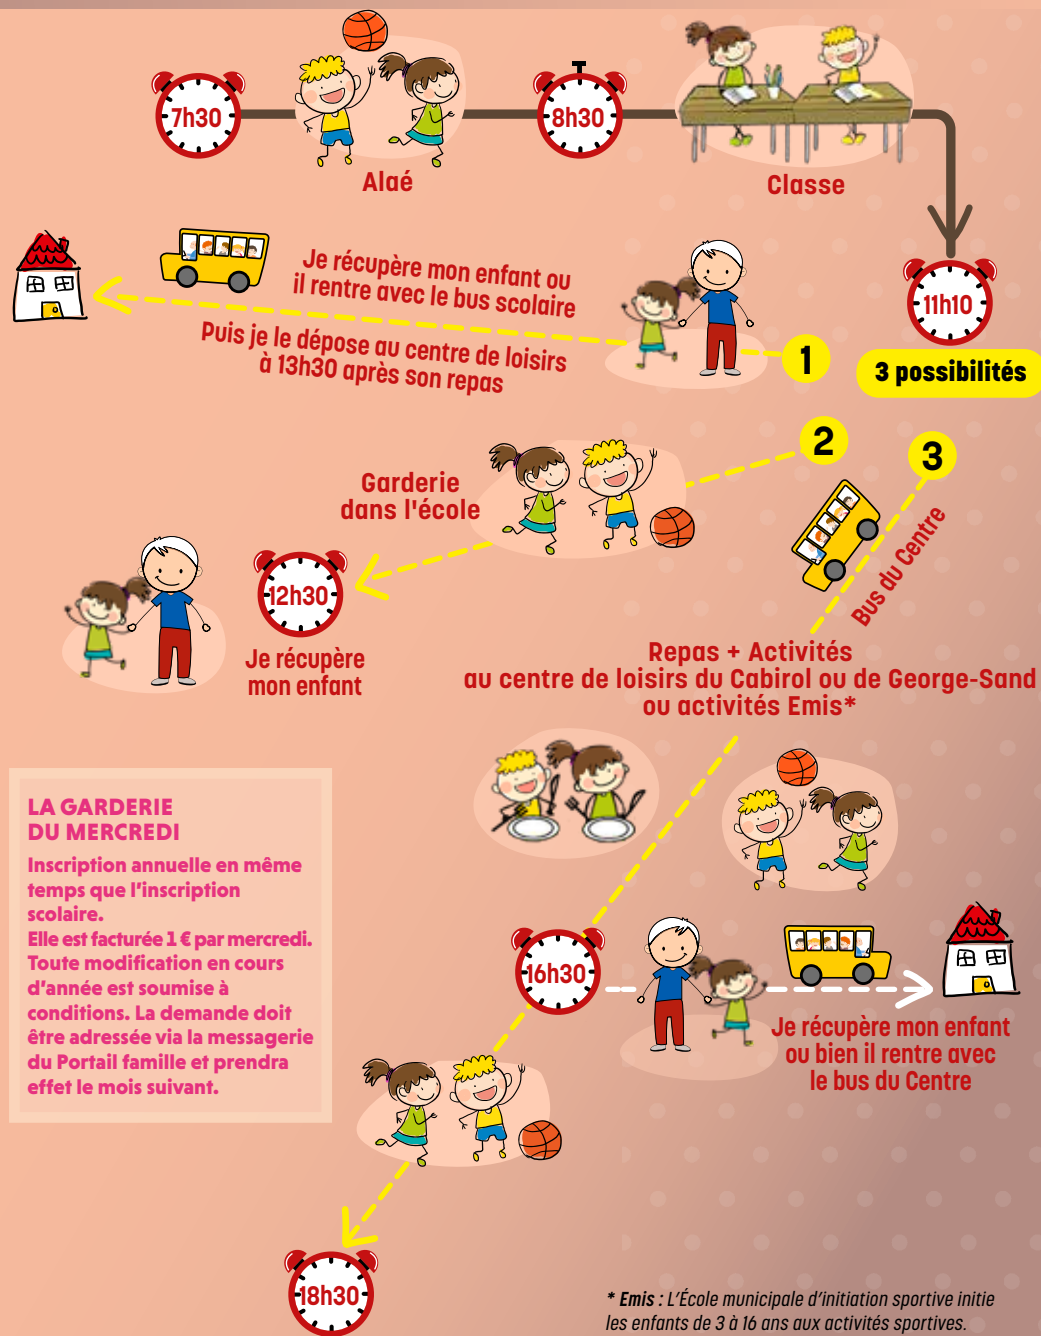 7h30
8h30
Alaé
Classe
11h10
3 possibilités
1
Je récupère mon enfant ou
il rentre avec le bus scolaire
Puis je le dépose au centre de loisirs
à 13h30 après son repas
2
Garderie
dans l'école
12h30
Je récupère
mon enfant
3
Bus du Centre
Repas + Activités
au centre de loisirs du Cabirol ou de George-Sand
ou activités Emis*
LA GARDERIE
DU MERCREDI
Inscription annuelle en même
temps que l'inscription
scolaire.
Elle est facturée 1 € par mercredi.
Toute modification en cours
d'année est soumise à
conditions. La demande doit
être adressée via la messagerie
du Portail famille et prendra
effet le mois suivant.
16h30
Je récupère mon enfant
ou bien il rentre avec
le bus du Centre
18h30
* Emis : L'École municipale d'initiation sportive initie
les enfants de 3 à 16 ans aux activités sportives.